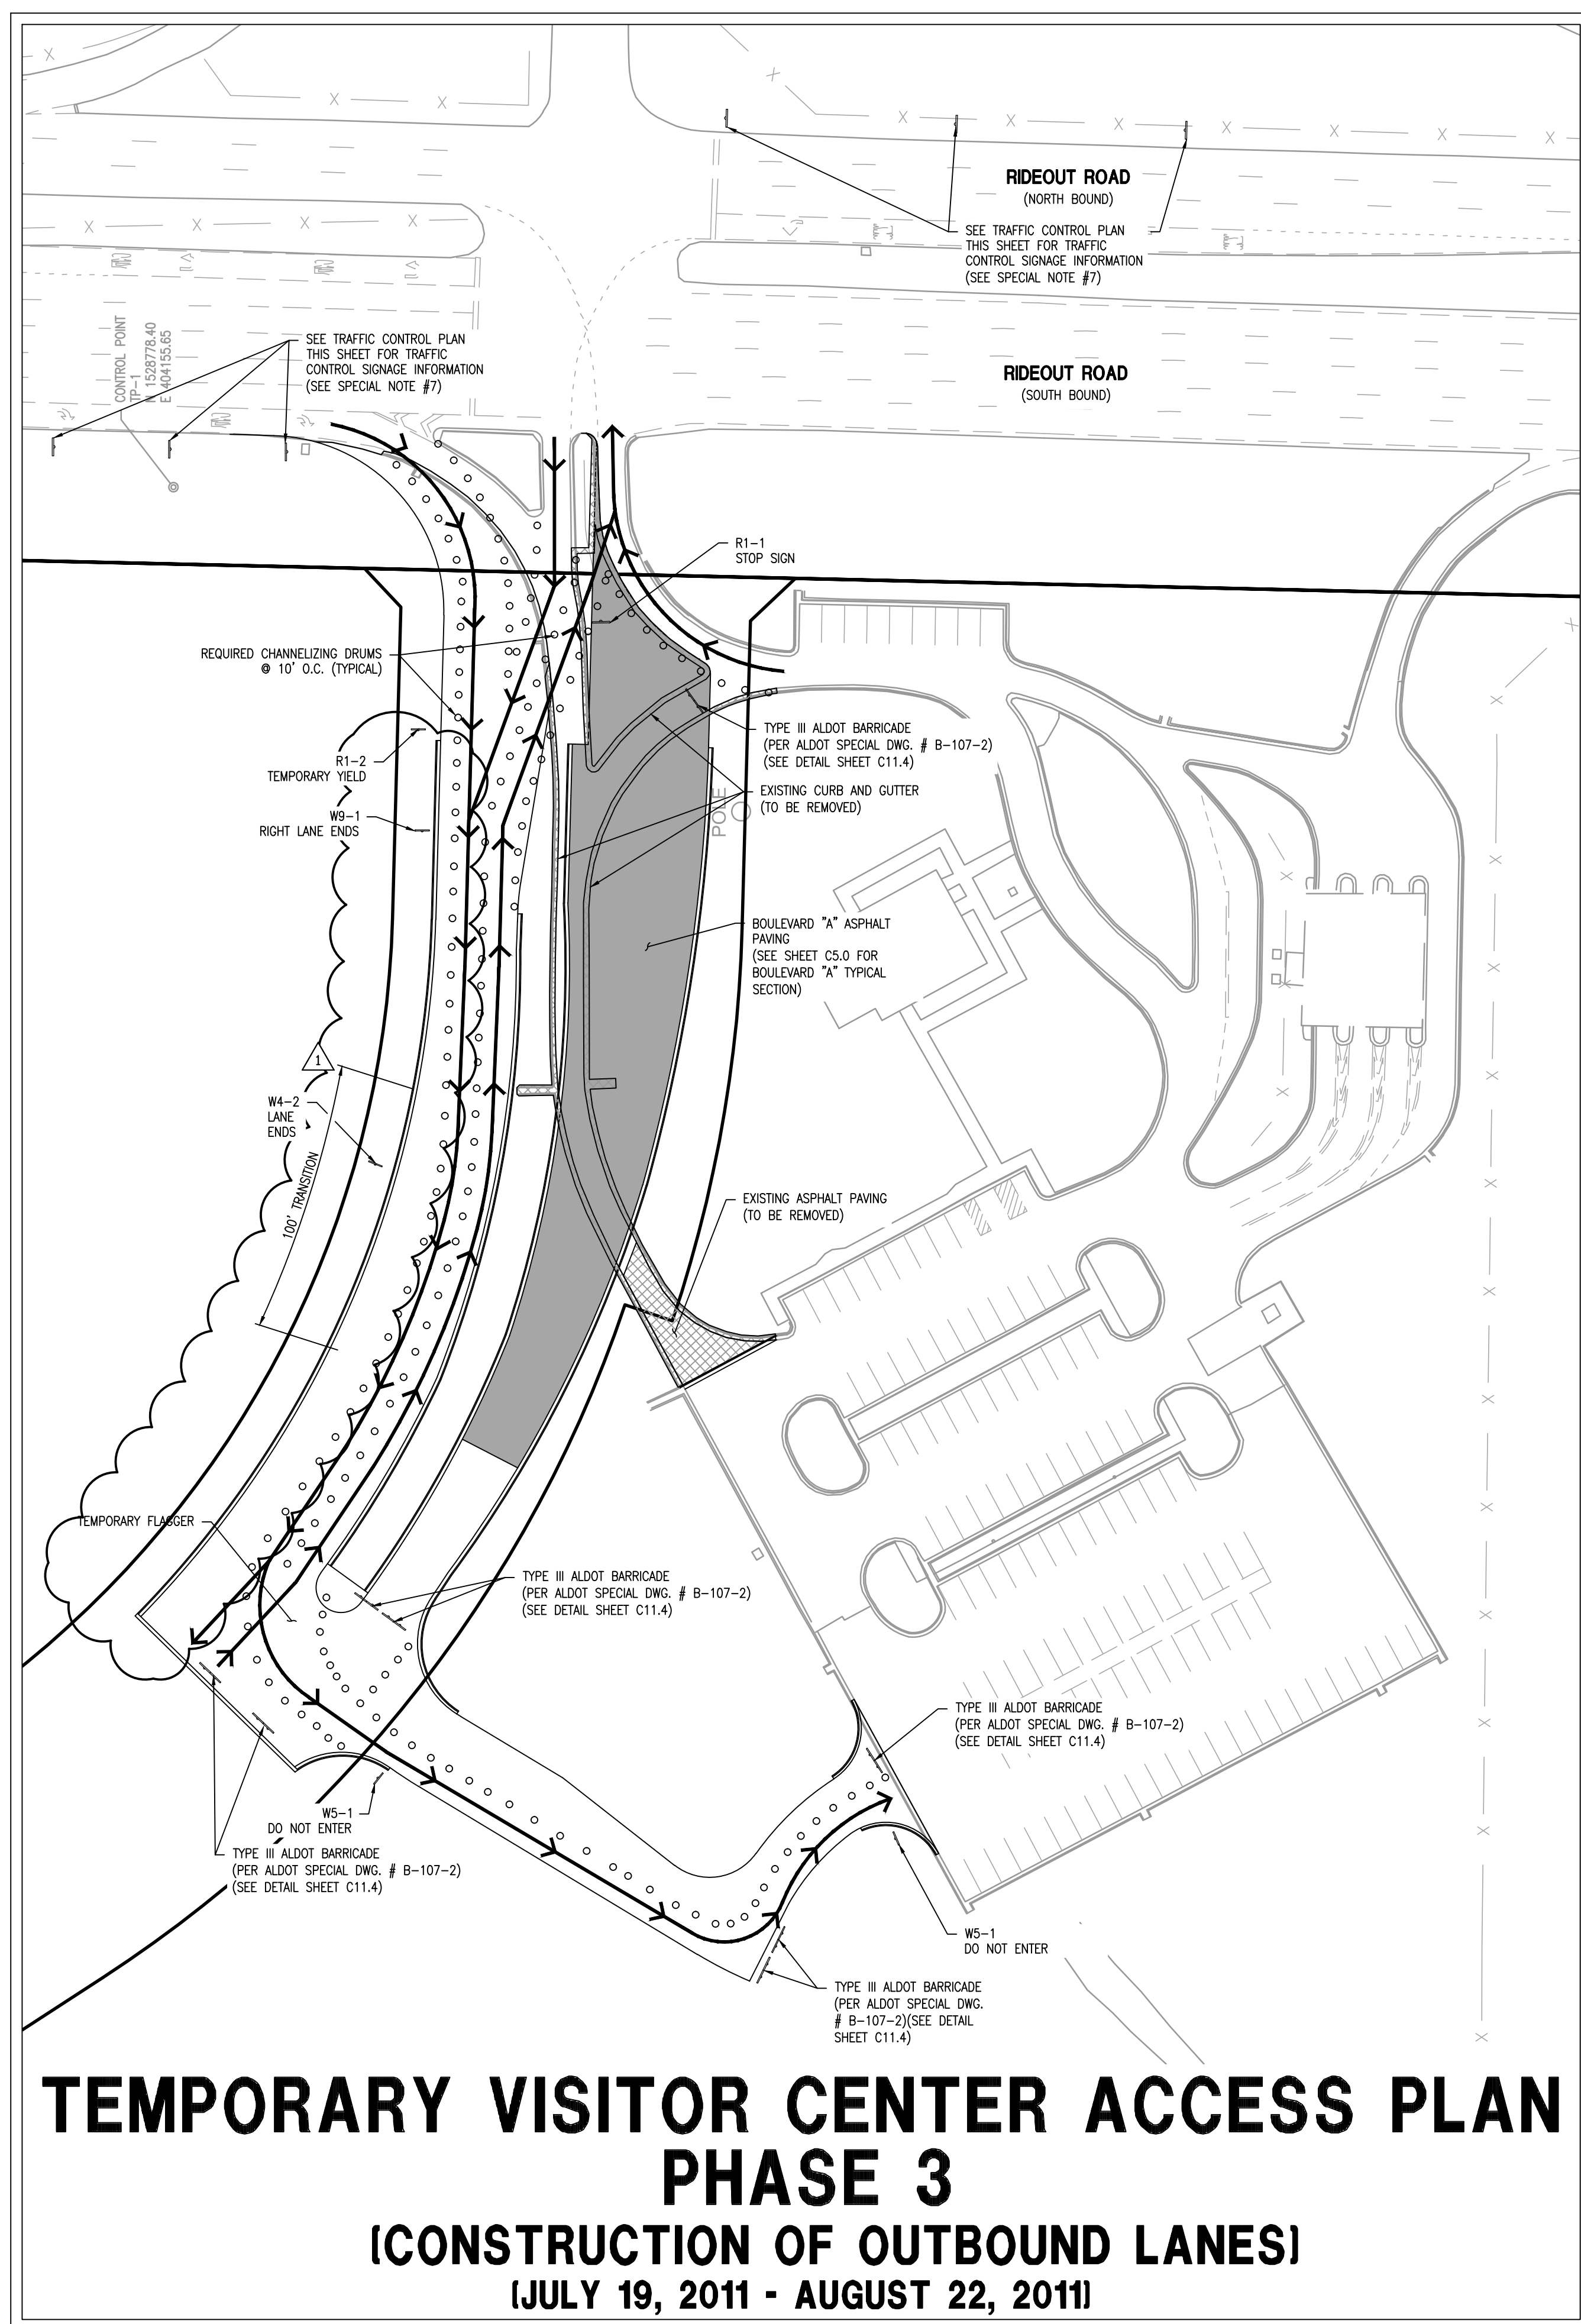 RIDEOUT ROAD
(NORTH BOUND)
SEE TRAFFIC CONTROL PLAN
THIS SHEET FOR TRAFFIC
CONTROL SIGNAGE INFORMATION
(SEE SPECIAL NOTE #7)
CONTROL POINT
TP-1
N 1528778.40
E 404155.65
SEE TRAFFIC CONTROL PLAN
THIS SHEET FOR TRAFFIC
CONTROL SIGNAGE INFORMATION
(SEE SPECIAL NOTE #7)
RIDEOUT ROAD
(SOUTH BOUND)
R1-1
STOP SIGN
REQUIRED CHANNELIZING DRUMS
@ 10' O.C. (TYPICAL)
TYPE III ALDOT BARRICADE
(PER ALDOT SPECIAL DWG. # B-107-2)
(SEE DETAIL SHEET C11.4)
R1-2
TEMPORARY YIELD
EXISTING CURB AND GUTTER
(TO BE REMOVED)
POLE
W9-1
RIGHT LANE ENDS
BOULEVARD "A" ASPHALT
PAVING
(SEE SHEET C5.0 FOR
BOULEVARD "A" TYPICAL
SECTION)
1
W4-2
LANE
ENDS
100' TRANSITION
EXISTING ASPHALT PAVING
(TO BE REMOVED)
TEMPORARY FLAGGER
TYPE III ALDOT BARRICADE
(PER ALDOT SPECIAL DWG. # B-107-2)
(SEE DETAIL SHEET C11.4)
TYPE III ALDOT BARRICADE
(PER ALDOT SPECIAL DWG. # B-107-2)
(SEE DETAIL SHEET C11.4)
W5-1
DO NOT ENTER
TYPE III ALDOT BARRICADE
(PER ALDOT SPECIAL DWG. # B-107-2)
(SEE DETAIL SHEET C11.4)
W5-1
DO NOT ENTER
TYPE III ALDOT BARRICADE
(PER ALDOT SPECIAL DWG.
# B-107-2)(SEE DETAIL
SHEET C11.4)
TEMPORARY VISITOR CENTER ACCESS PLAN
PHASE 3
(CONSTRUCTION OF OUTBOUND LANES)
(JULY 19, 2011 - AUGUST 22, 2011)